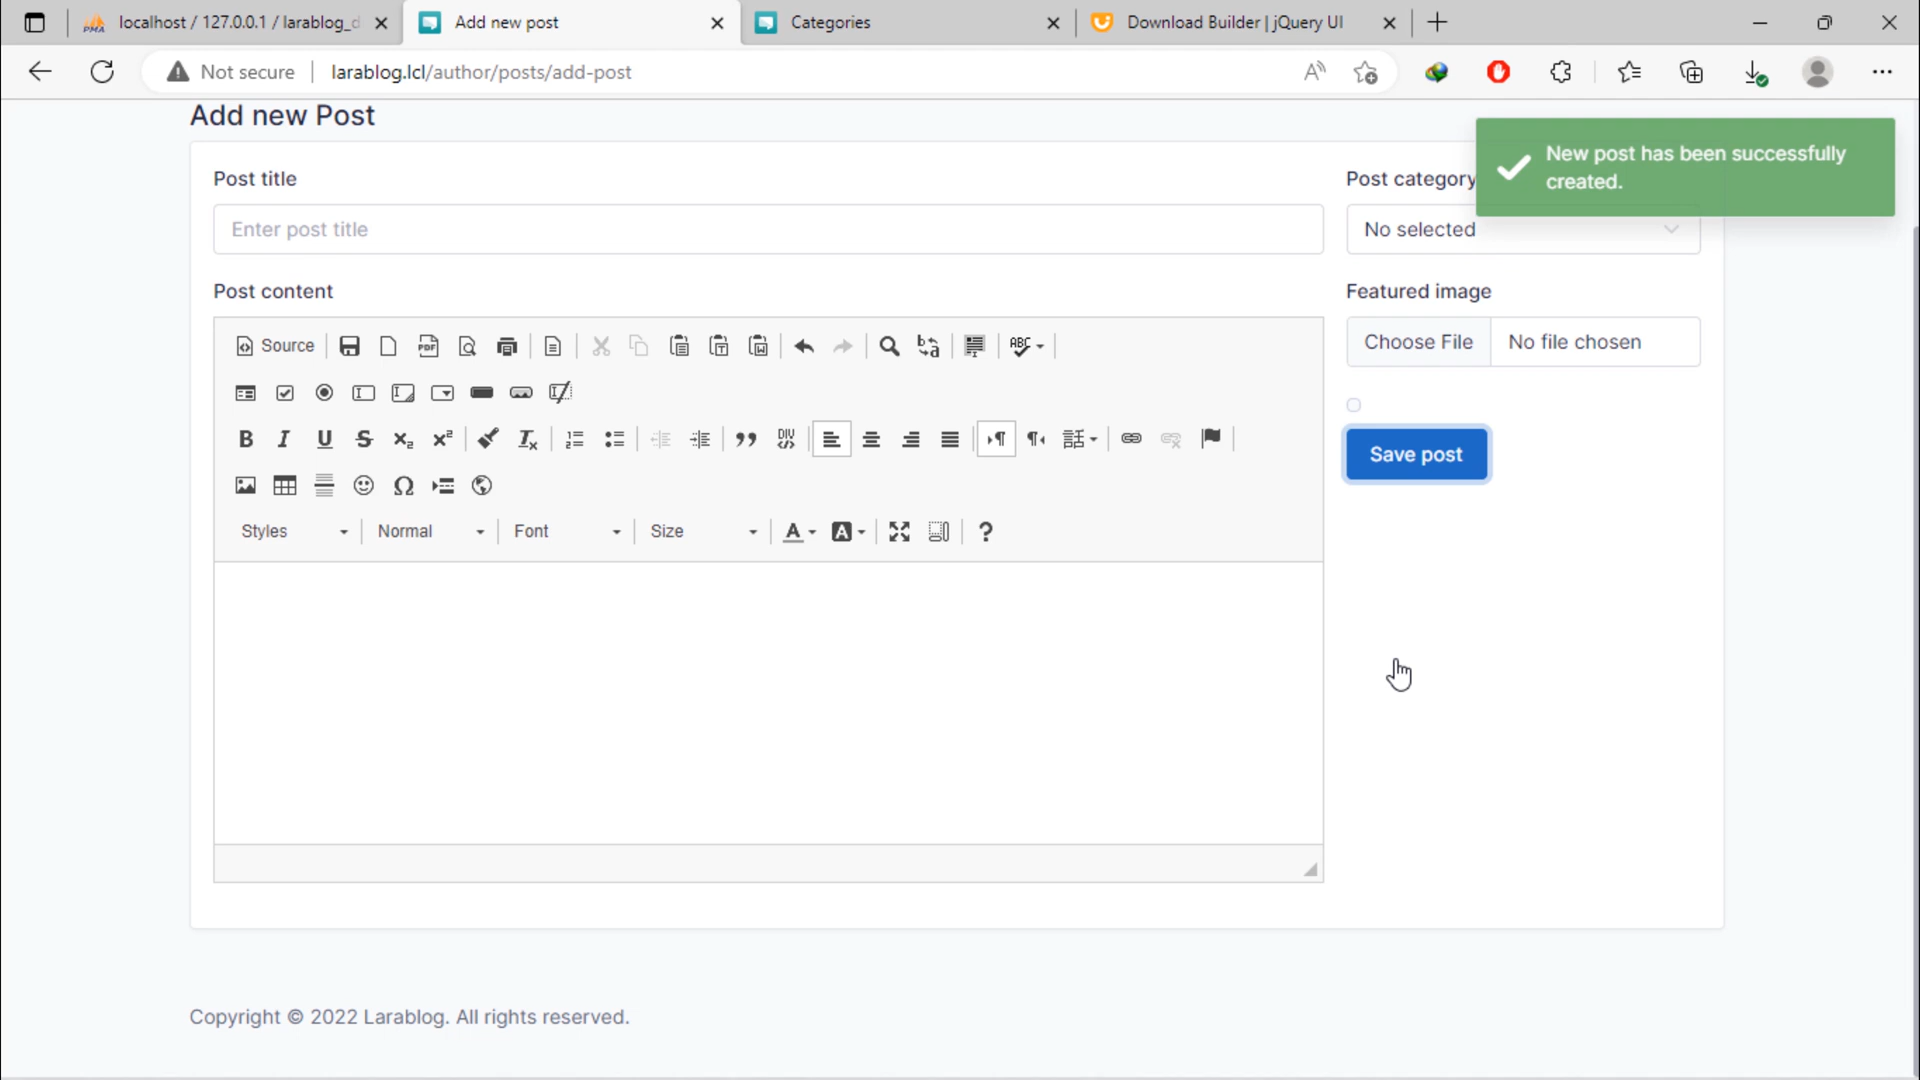 localhost / 127.0.0.1 / larablog_d
Add new post
Categories
Download Builder | jQuery UI
Not secure
larablog.lcl/author/posts/add-post
Add new Post
New post has been successfully
created.
Post title
Post category
Enter post title
No selected
Post content
Featured image
Source
Choose File
No file chosen
Save post
Styles
Normal
Font
Size
Copyright © 2022 Larablog. All rights reserved.